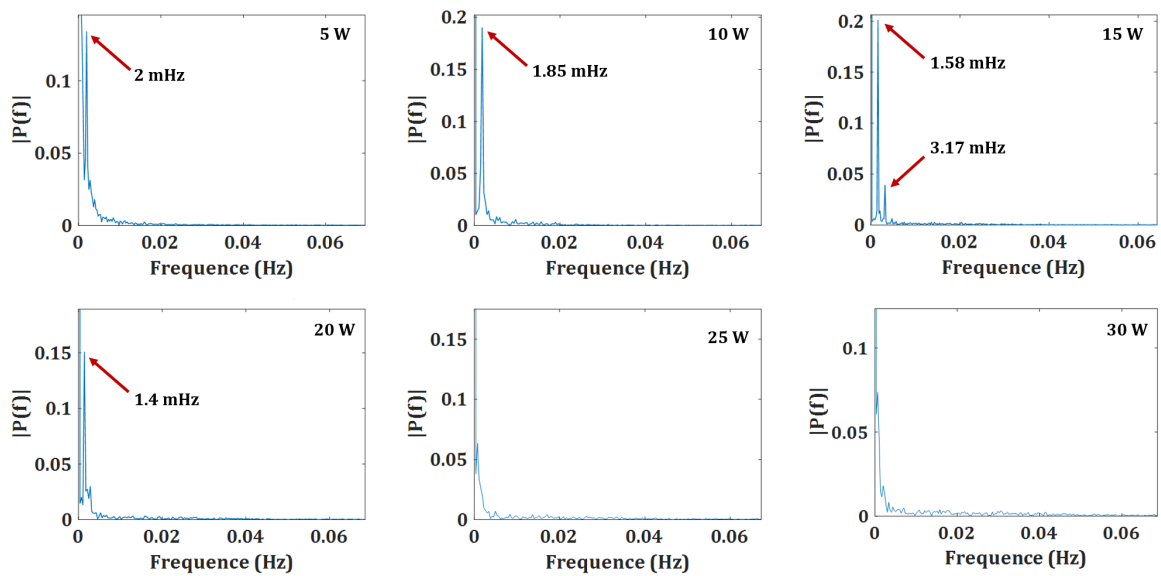 5 W
2 mHz
0.1
0.05
0
|P(f)|
0 0.02 0.04 0.06
Frequence (Hz)
10 W
1.85 mHz
0.2
0.15
0.1
0.05
0
|P(f)|
0 0.02 0.04 0.06
Frequence (Hz)
15 W
1.58 mHz
3.17 mHz
0.2
0.15
0.1
0.05
0
|P(f)|
0 0.02 0.04 0.06
Frequence (Hz)
20 W
1.4 mHz
0.15
0.1
0.05
0
|P(f)|
0 0.02 0.04 0.06
Frequence (Hz)
25 W
0.15
0.1
0.05
0
|P(f)|
0 0.02 0.04 0.06
Frequence (Hz)
30 W
0.1
0.05
0
|P(f)|
0 0.02 0.04 0.06
Frequence (Hz)